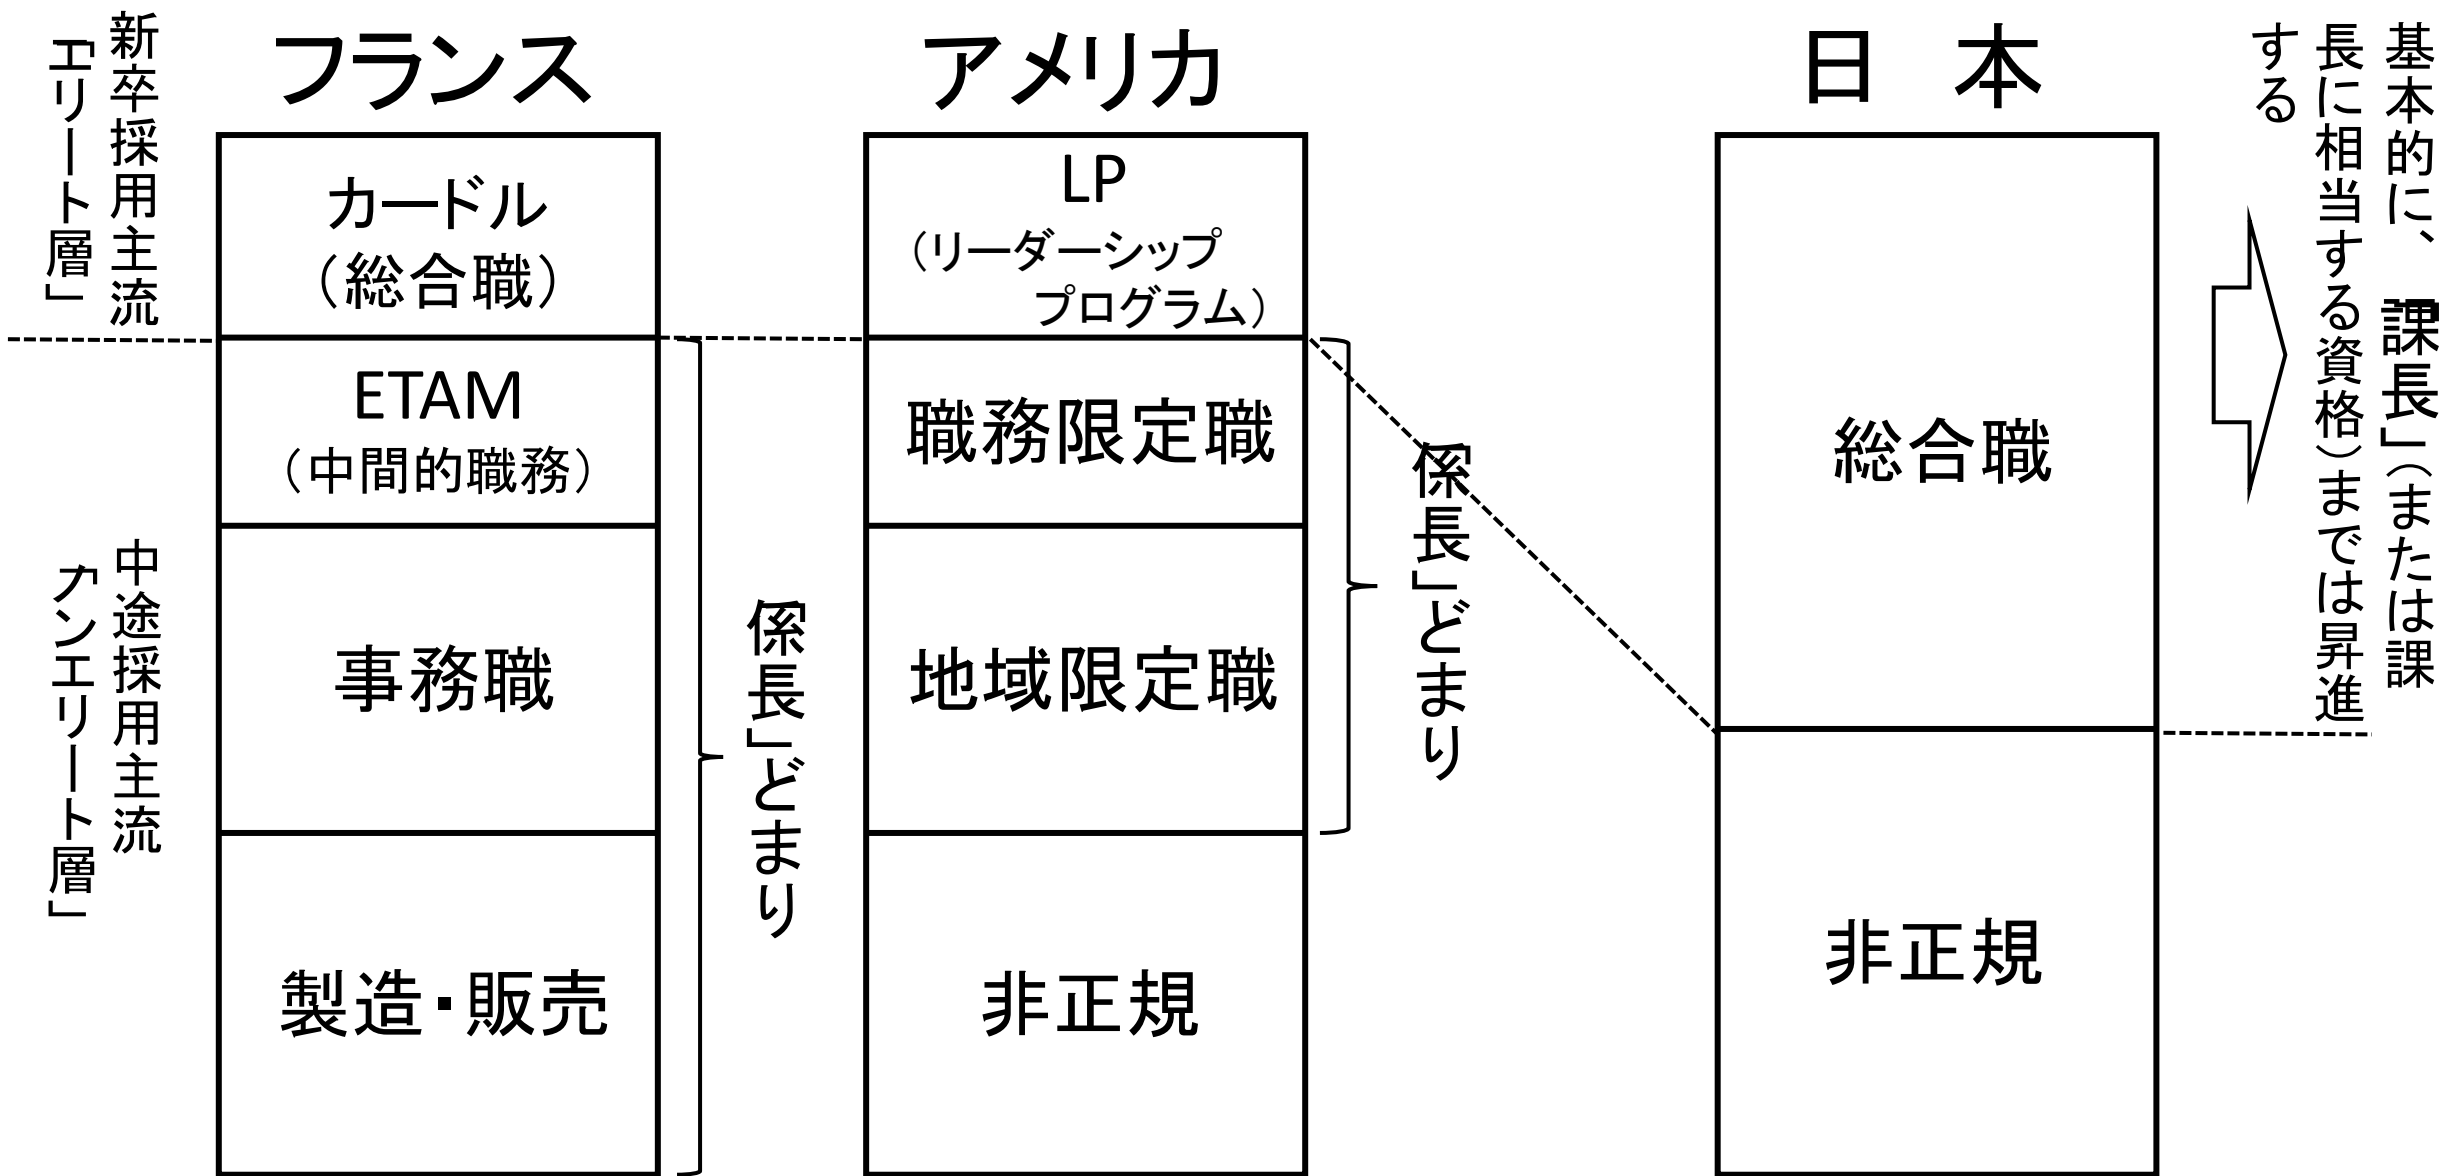 新卒採用主流
「エリート層」
中途採用主流
「ノンエリート層」
フランス
カードル
（総合職）
ETAM
（中間的職務）
事務職
製造・販売
「係長」どまり
アメリカ
LP
（リーダーシップ
プログラム）
職務限定職
地域限定職
非正規
「係長」どまり
日　本
総合職
非正規
基本的に、「課長」（または課
長に相当する資格）までは昇進
する